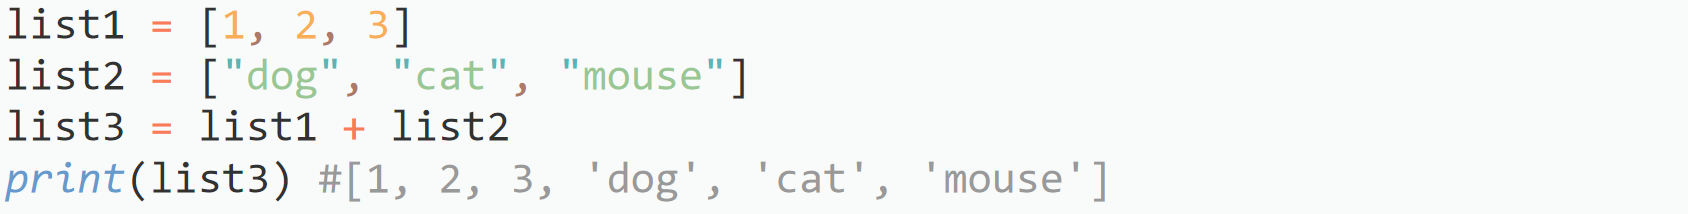 list1 = [1, 2, 3]
list2 = ["dog", "cat", "mouse"]
list3 = list1 + list2
print(list3) #[1, 2, 3, 'dog', 'cat', 'mouse']